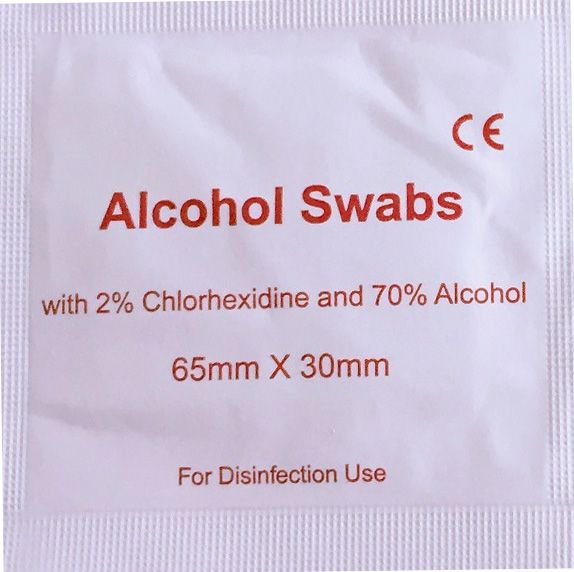 CE
Alcohol Swabs
with 2% Chlorhexidine and 70% Alcohol
65mm X 30mm
For Disinfection Use